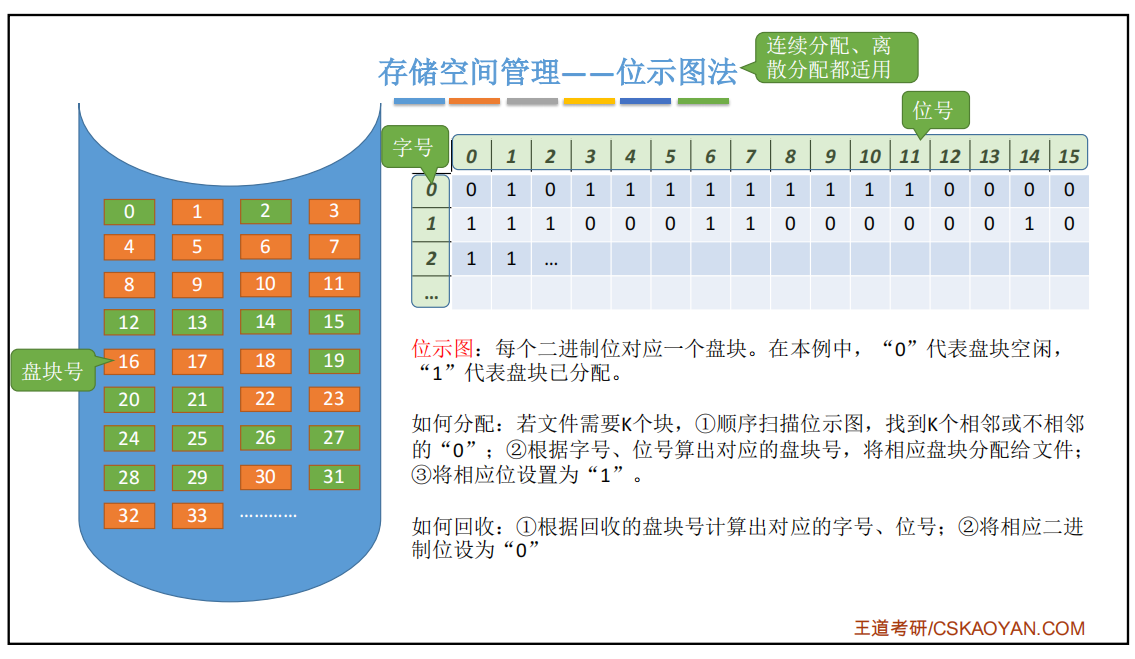 存储空间管理——位示图法
连续分配、离
散分配都适用
位号
字号
0 1 2 3 4 5 6 7 8 9 10 11 12 13 14 15
0 0 1 0 1 1 1 1 1 1 1 1 1 0 0 0 0
1 1 1 1 0 0 0 1 1 0 0 0 0 0 0 1 0
2 1 1 …
…
0 1 2 3
4 5 6 7
8 9 10 11
12 13 14 15
盘块号
16 17 18 19
20 21 22 23
24 25 26 27
28 29 30 31
32 33 …………
位示图：每个二进制位对应一个盘块。在本例中，“0”代表盘块空闲，
“1”代表盘块已分配。
如何分配：若文件需要K个块，①顺序扫描位示图，找到K个相邻或不相邻
的“0”；②根据字号、位号算出对应的盘块号，将相应盘块分配给文件；
③将相应位设置为“1”。
如何回收：①根据回收的盘块号计算出对应的字号、位号；②将相应二进
制位设为“0”
王道考研/CSKAOYAN.COM